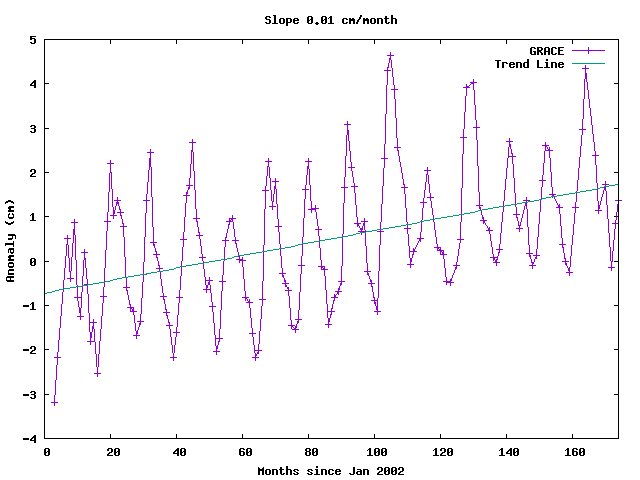 Slope 0.01 cm/month
GRACE
Trend Line
Anomaly (cm)
5
4
3
2
1
0
-1
-2
-3
-4
0 20 40 60 80 100 120 140 160
Months since Jan 2002